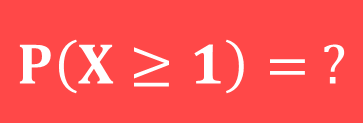 P(X ≥ 1) = ?